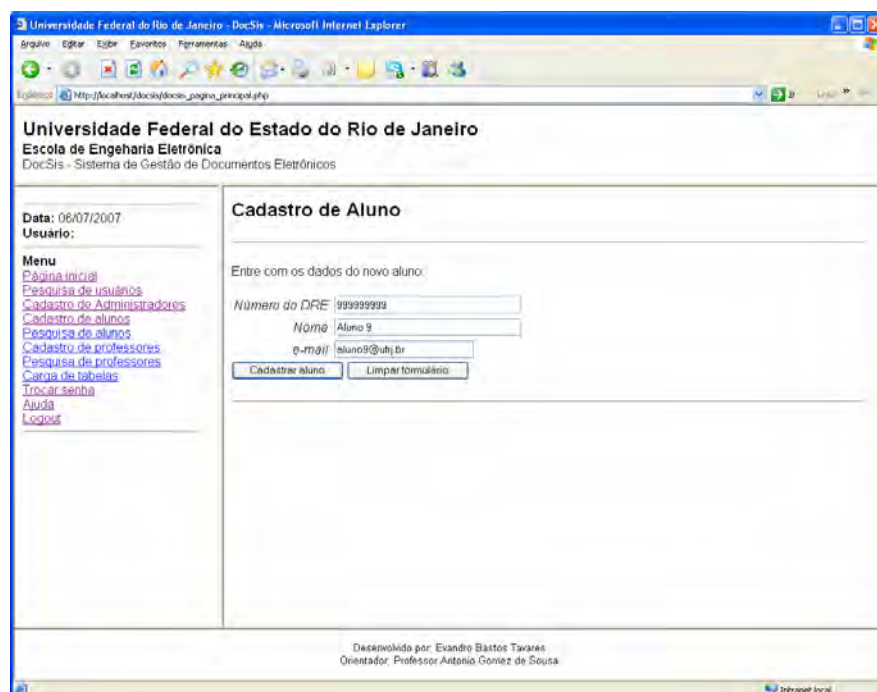 Universidade Federal do Rio de Janeiro - DocSis - Microsoft Internet Explorer
Arquivo Editar Exibir Favoritos Ferramentas Ajuda
Endereço http://localhost/docsis/docsis_pagina_principal.php
Universidade Federal do Estado do Rio de Janeiro
Escola de Engeharia Eletrônica
DocSis - Sistema de Gestão de Documentos Eletrônicos
Data: 06/07/2007
Usuário:
Menu
Página inicial
Pesquisa de usuários
Cadastro de Administradores
Cadastro de alunos
Pesquisa de alunos
Cadastro de professores
Pesquisa de professores
Carga de tabelas
Trocar senha
Ajuda
Logout
Cadastro de Aluno
Entre com os dados do novo aluno:
Número do DRE 999999999
Nome Aluno 9
e-mail aluno9@ufrj.br
Cadastrar aluno Limpar formulário
Desenvolvido por: Evandro Bastos Tavares
Orientador: Professor Antonio Gomez de Sousa
Intranet local